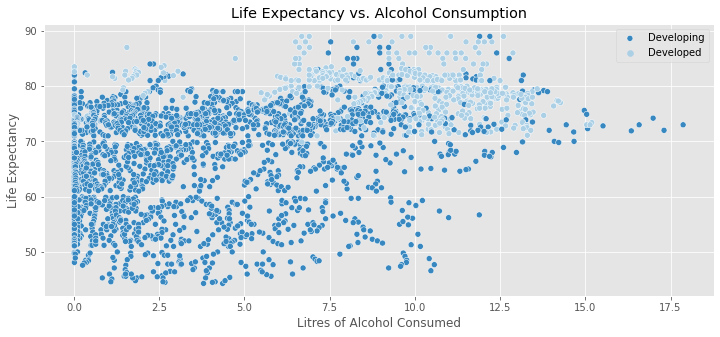 Life Expectancy vs. Alcohol Consumption
Developing
Developed
90
80
70
60
50
Life Expectancy
0.0 2.5 5.0 7.5 10.0 12.5 15.0 17.5
Litres of Alcohol Consumed